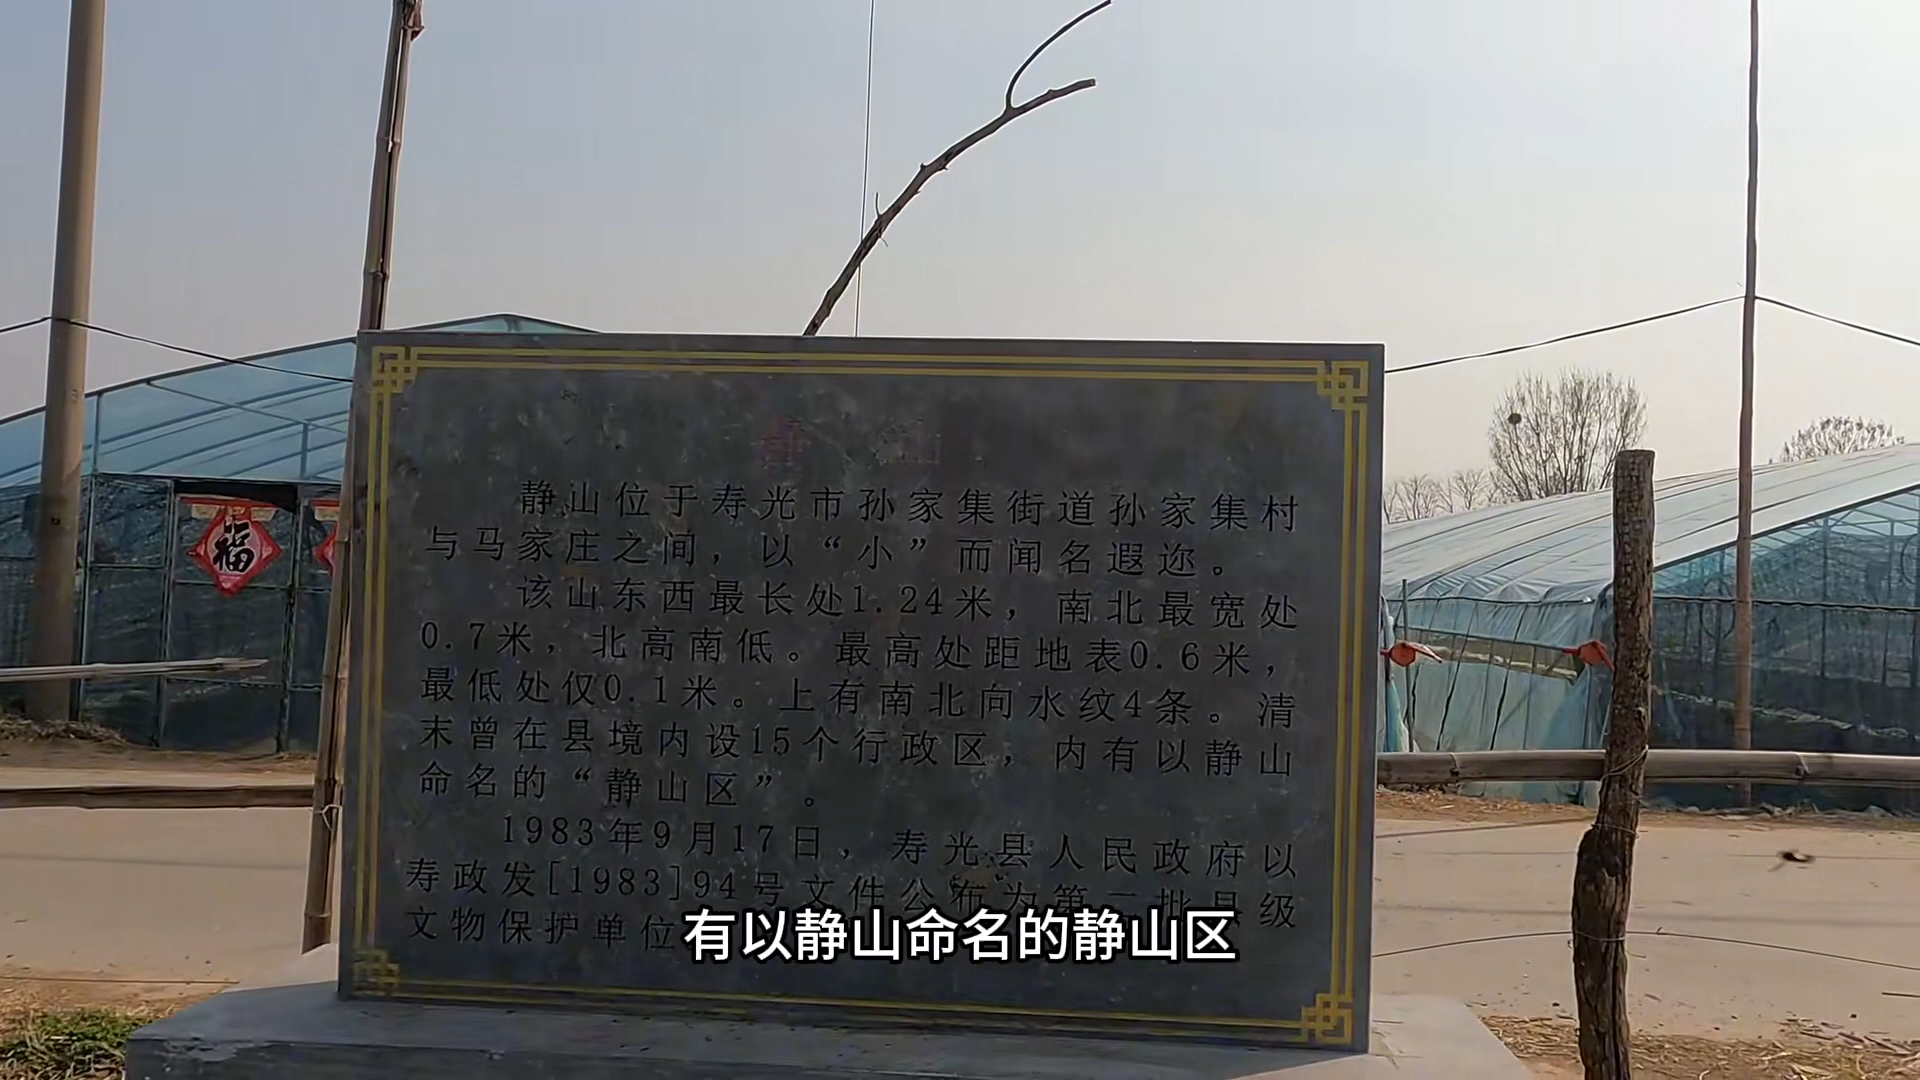 静 山
静山位于寿光市孙家集街道孙家集村
与马家庄之间，以“小”而闻名遐迩。
该山东西最长处1.24米，南北最宽处
0.7米，北高南低。最高处距地表0.6米，
最低处仅0.1米。上有南北向水纹4条。清
末曾在县境内设15个行政区，内有以静山
命名的“静山区”。
1983年9月17日，寿光县人民政府以
寿政发[1983]94号文件公布为第二批县级
文物保护单位
有以静山命名的静山区
福